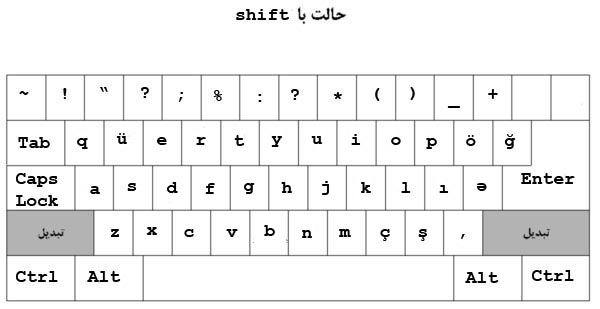 حالت با shift
~ ! “ ? ; % : ? * ( ) _ +
Tab q ü e r t y u i o p ö ğ
Caps Lock a s d f g h j k l ı ə Enter
تبدیل z x c v b n m ç ş , تبدیل
Ctrl Alt Alt Ctrl